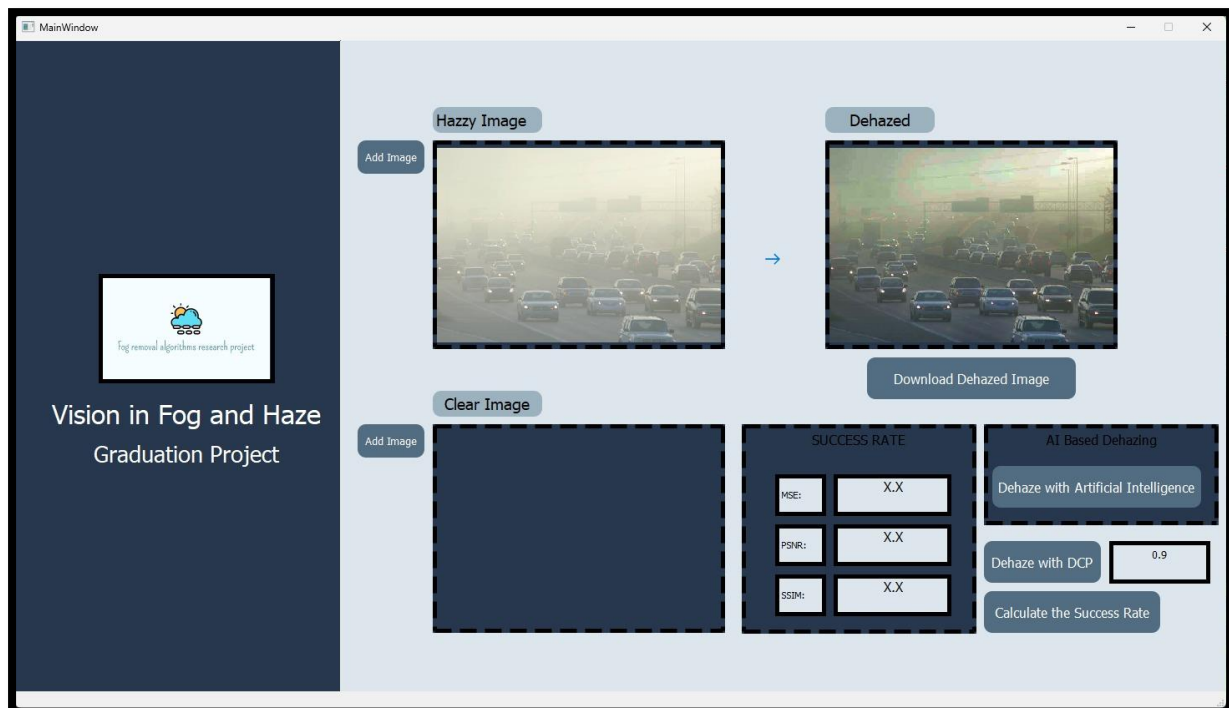 MainWindow
Fog removal algorithms research project
Vision in Fog and Haze
Graduation Project
Hazzy Image
Dehazed
Add Image
Download Dehazed Image
Clear Image
Add Image
SUCCESS RATE
MSE:
X.X
PSNR:
X.X
SSIM:
X.X
AI Based Dehazing
Dehaze with Artificial Intelligence
Dehaze with DCP
0.9
Calculate the Success Rate